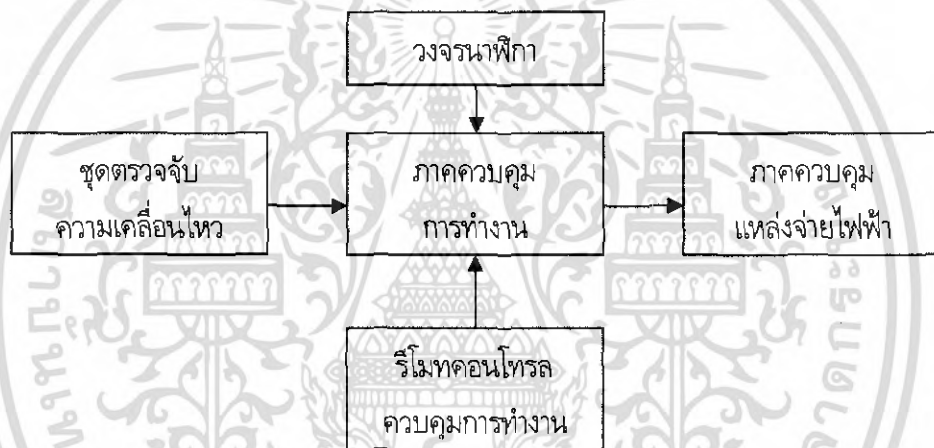 วงจรนาฬิกา
ชุดตรวจจับ
ความเคลื่อนไหว
ภาคควบคุม
การทำงาน
ภาคควบคุม
แหล่งจ่ายไฟฟ้า
รีโมทคอนโทรล
ควบคุมการทำงาน